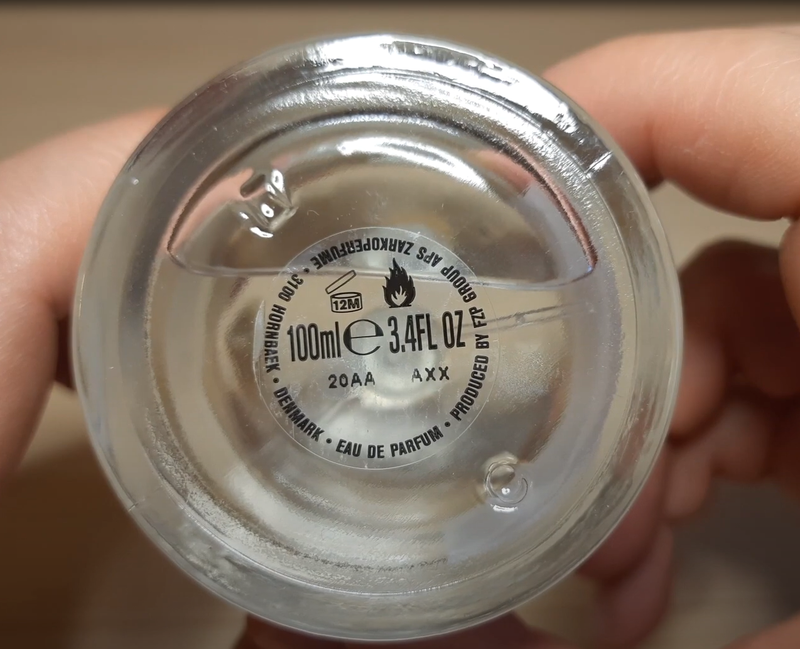 12M
100ml e 3.4FL OZ
20AA AXX
PRODUCED BY FZP GROUP APS ZARKOPERFUME • 3100 HORNBAEK • DENMARK • EAU DE PARFUM •